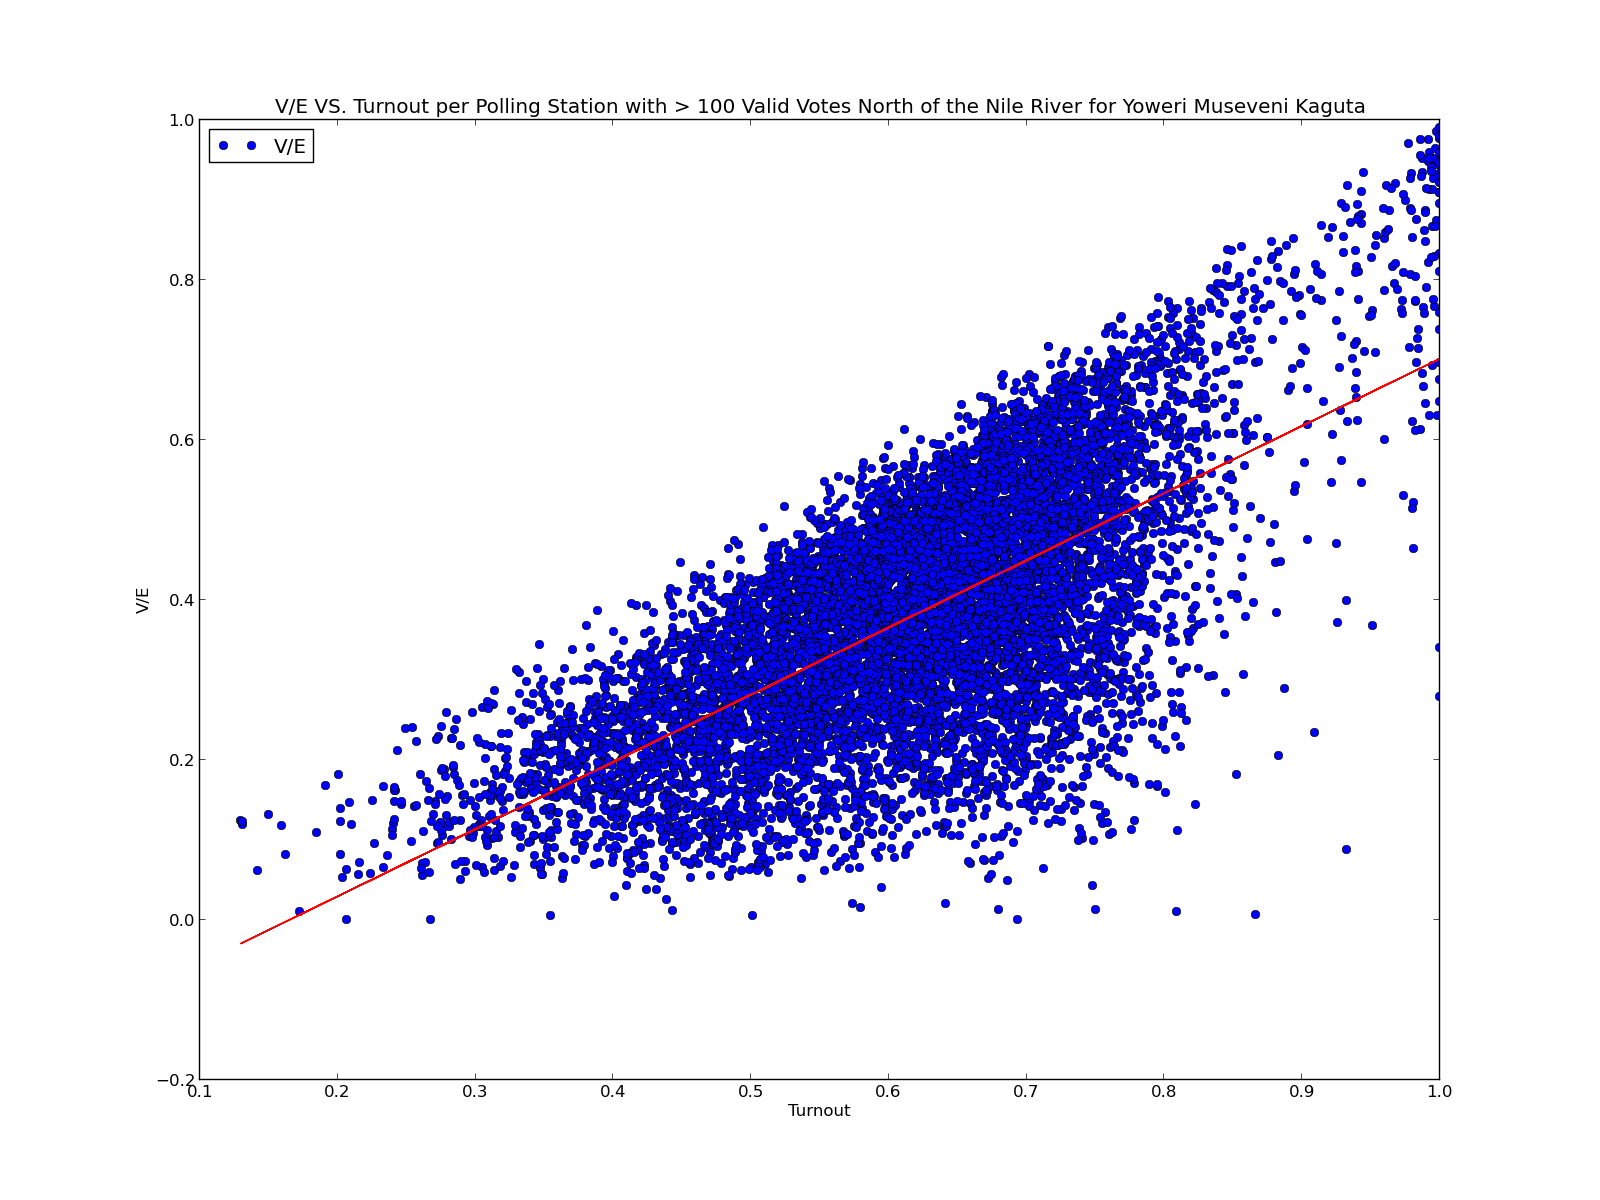 V/E VS. Turnout per Polling Station with > 100 Valid Votes North of the Nile River for Yoweri Museveni Kaguta
V/E
1.0
0.8
0.6
0.4
0.2
0.0
−0.2
V/E
0.1 0.2 0.3 0.4 0.5 0.6 0.7 0.8 0.9 1.0
Turnout